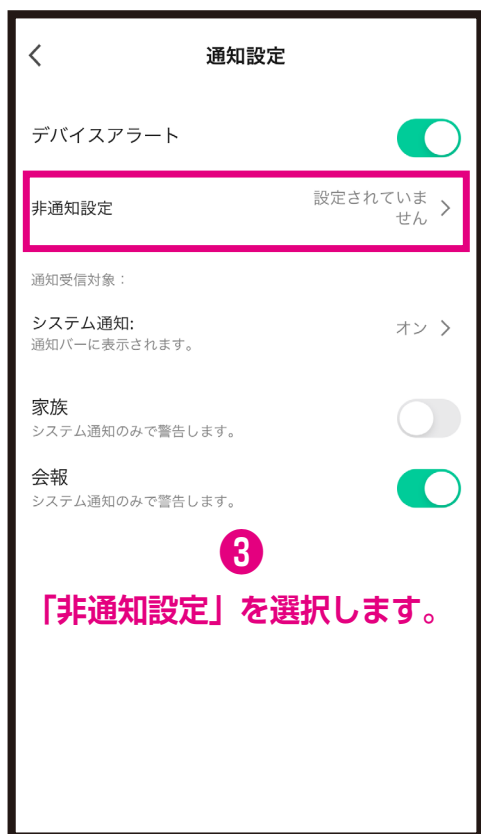 通知設定
デバイスアラート
非通知設定
設定されていま
せん
通知受信対象：
システム通知:
オン
通知バーに表示されます。
家族
システム通知のみで警告します。
会報
システム通知のみで警告します。
❸
「非通知設定」を選択します。